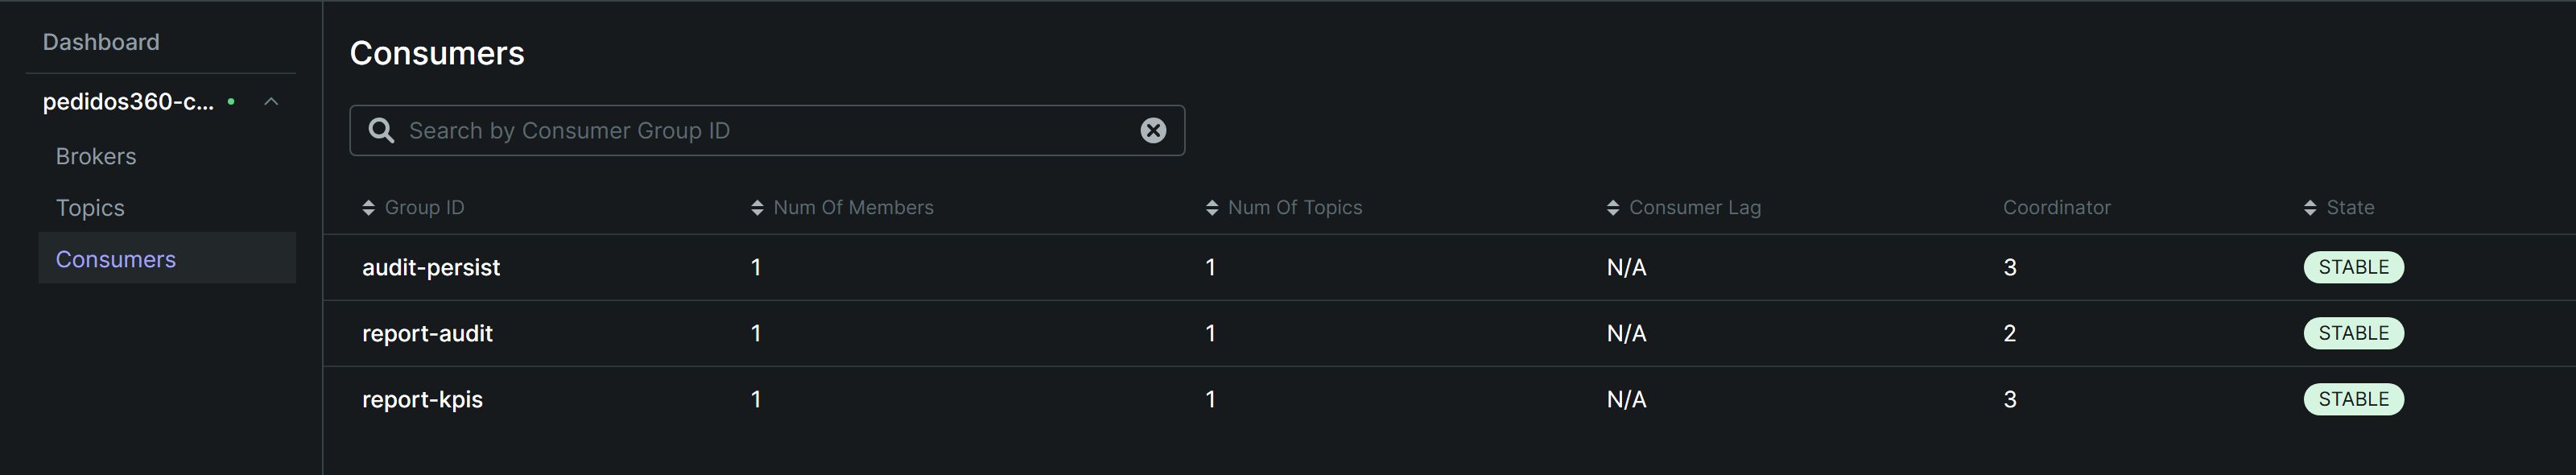 Dashboard
pedidos360-c...
Brokers
Topics
Consumers
Consumers
Search by Consumer Group ID
Group ID Num Of Members Num Of Topics Consumer Lag Coordinator State
audit-persist 1 1 N/A 3 STABLE
report-audit 1 1 N/A 2 STABLE
report-kpis 1 1 N/A 3 STABLE